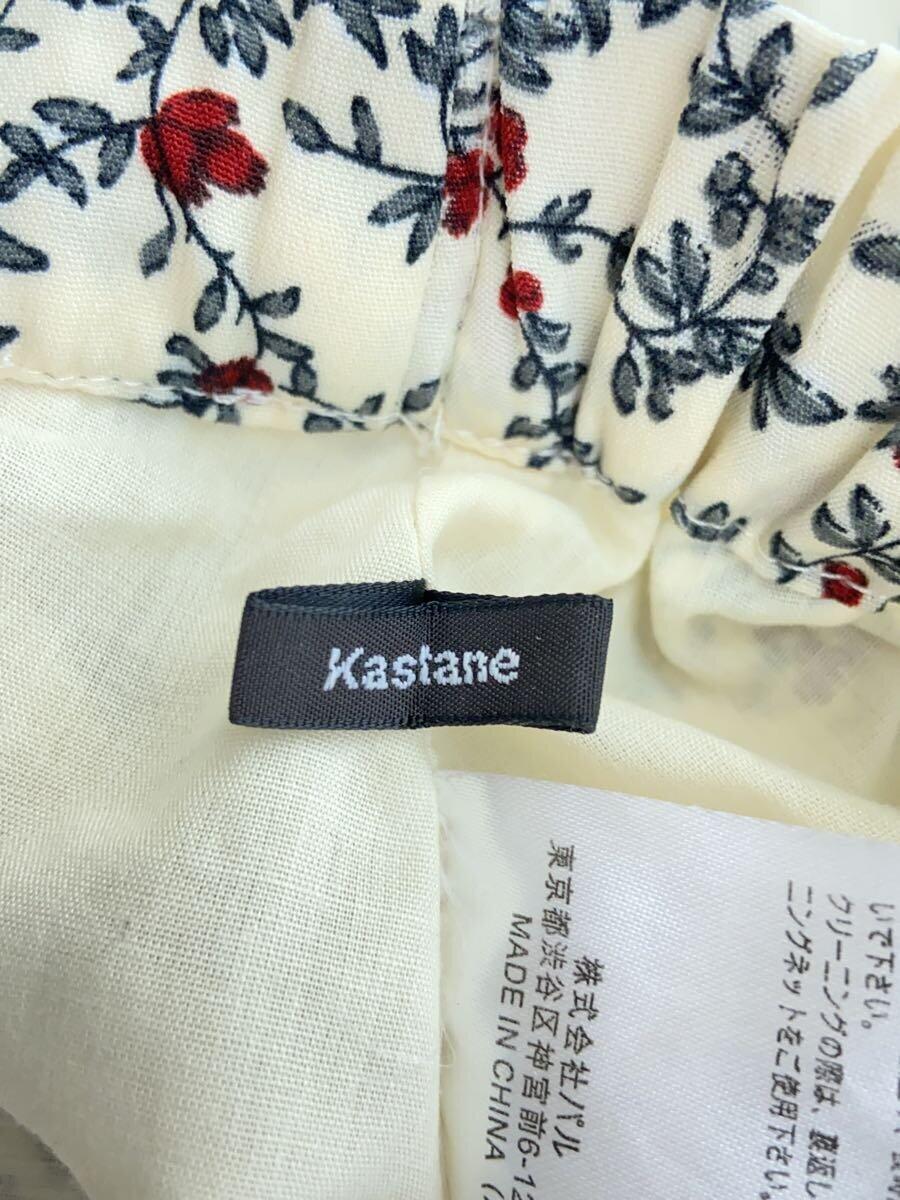 Kastane
株式会社パル
東京都渋谷区神宮前6-12
MADE IN CHINA
いで下さい。
クリーニングの際は、裏返し
ニングネットをご使用下さい